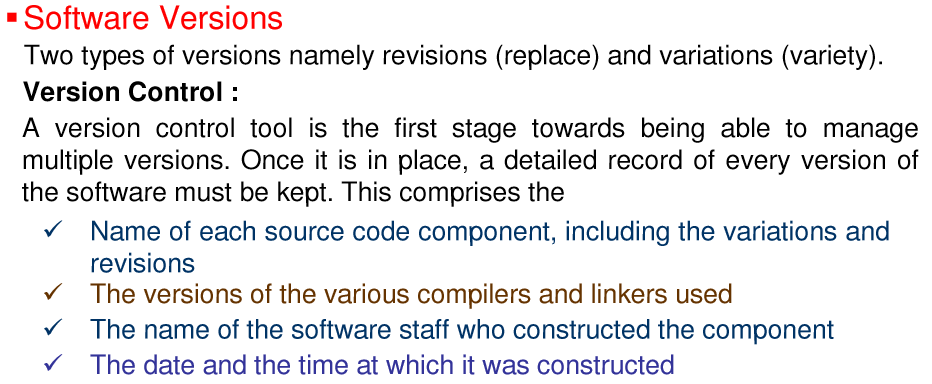 ▪ Software Versions
Two types of versions namely revisions (replace) and variations (variety).
Version Control :
A version control tool is the first stage towards being able to manage
multiple versions. Once it is in place, a detailed record of every version of
the software must be kept. This comprises the
✓ Name of each source code component, including the variations and
revisions
✓ The versions of the various compilers and linkers used
✓ The name of the software staff who constructed the component
✓ The date and the time at which it was constructed